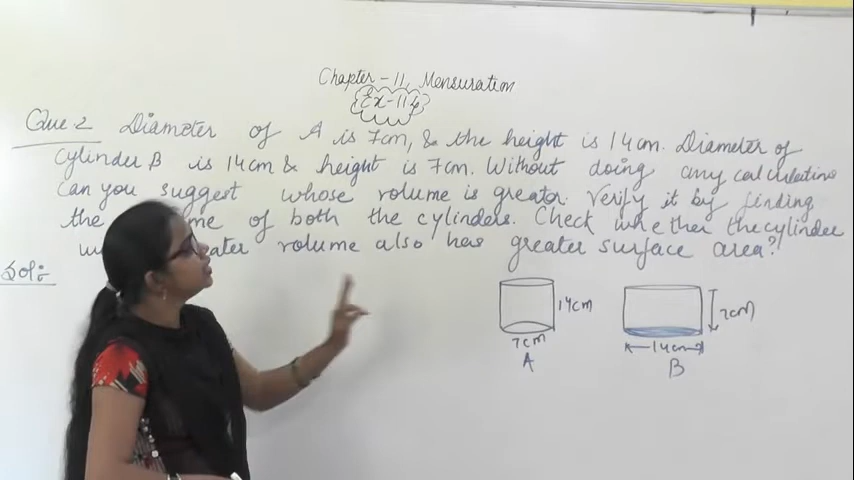 Chapter - 11, Mensuration
Ex-11.4
Que.2 Diameter of A is 7cm, & the height is 14cm. Diameter of
cylinder B is 14cm & height is 7cm. Without doing any calculations
can you suggest whose volume is greater. Verify it by finding
the of both the cylinders. Check whether the cylinder
volume also has greater surface area?
Sol:-
14cm
7cm
A
7cm
14cm
B